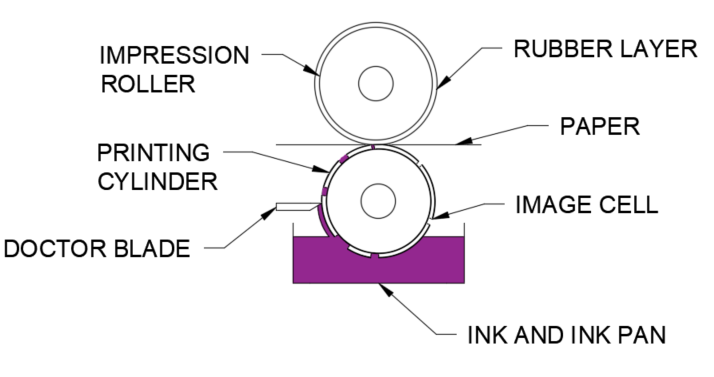 IMPRESSION
ROLLER
RUBBER LAYER
PAPER
PRINTING
CYLINDER
IMAGE CELL
DOCTOR BLADE
INK AND INK PAN